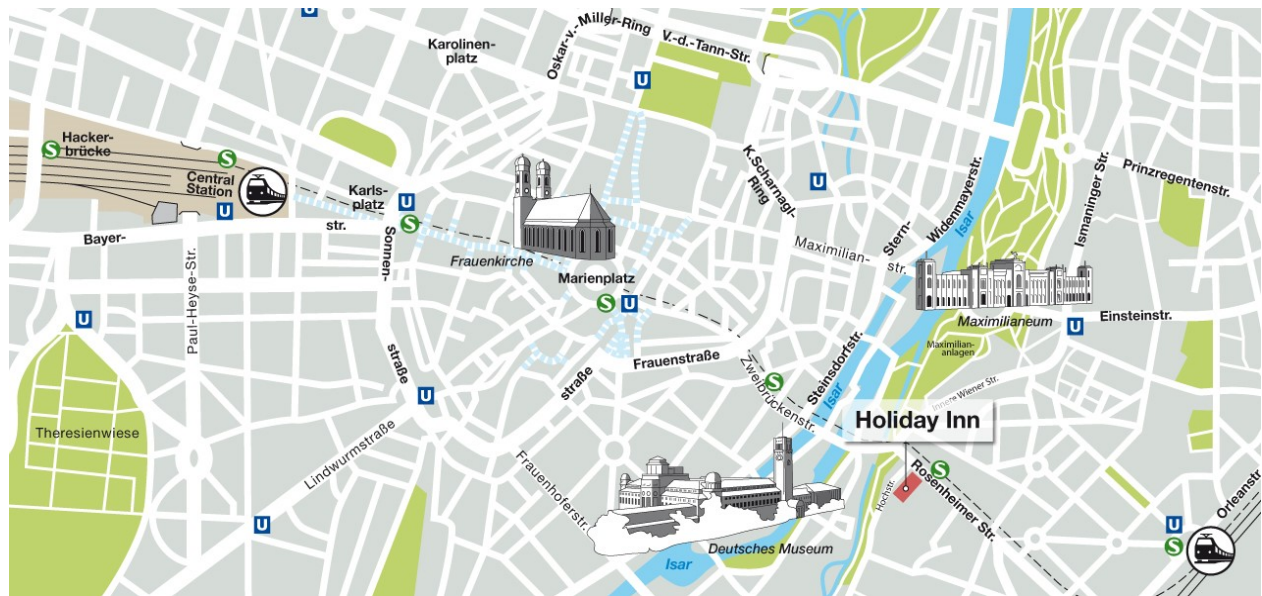 U
Karolinen-
platz
Oskar-v.-Miller-Ring
V.-d.-Tann-Str.
U
Hacker-
brücke
S
S
Central
Station
U
Karls-
platz
U
S
Bayer-
str.
Sonnen-
straße
Paul-Heyse-Str.
Frauenkirche
Marienplatz
S
U
K.Scharnagl-
Ring
U
Maximilian-
str.
Stern-
Widenmayerstr.
Isar
Prinzregentenstr.
Ismaninger Str.
Maximilianeum
U
Einsteinstr.
Maximilian-
anlagen
Innere Wiener Str.
U
Theresienwiese
Lindwurmstraße
U
U
straße
Frauenstraße
Zweibrückenstr.
S
Steinsdorfstr.
Isar
Holiday Inn
Frauenhoferstr.
Deutsches Museum
Isar
Hochstr.
S
Rosenheimer Str.
Orleanstr.
U
S